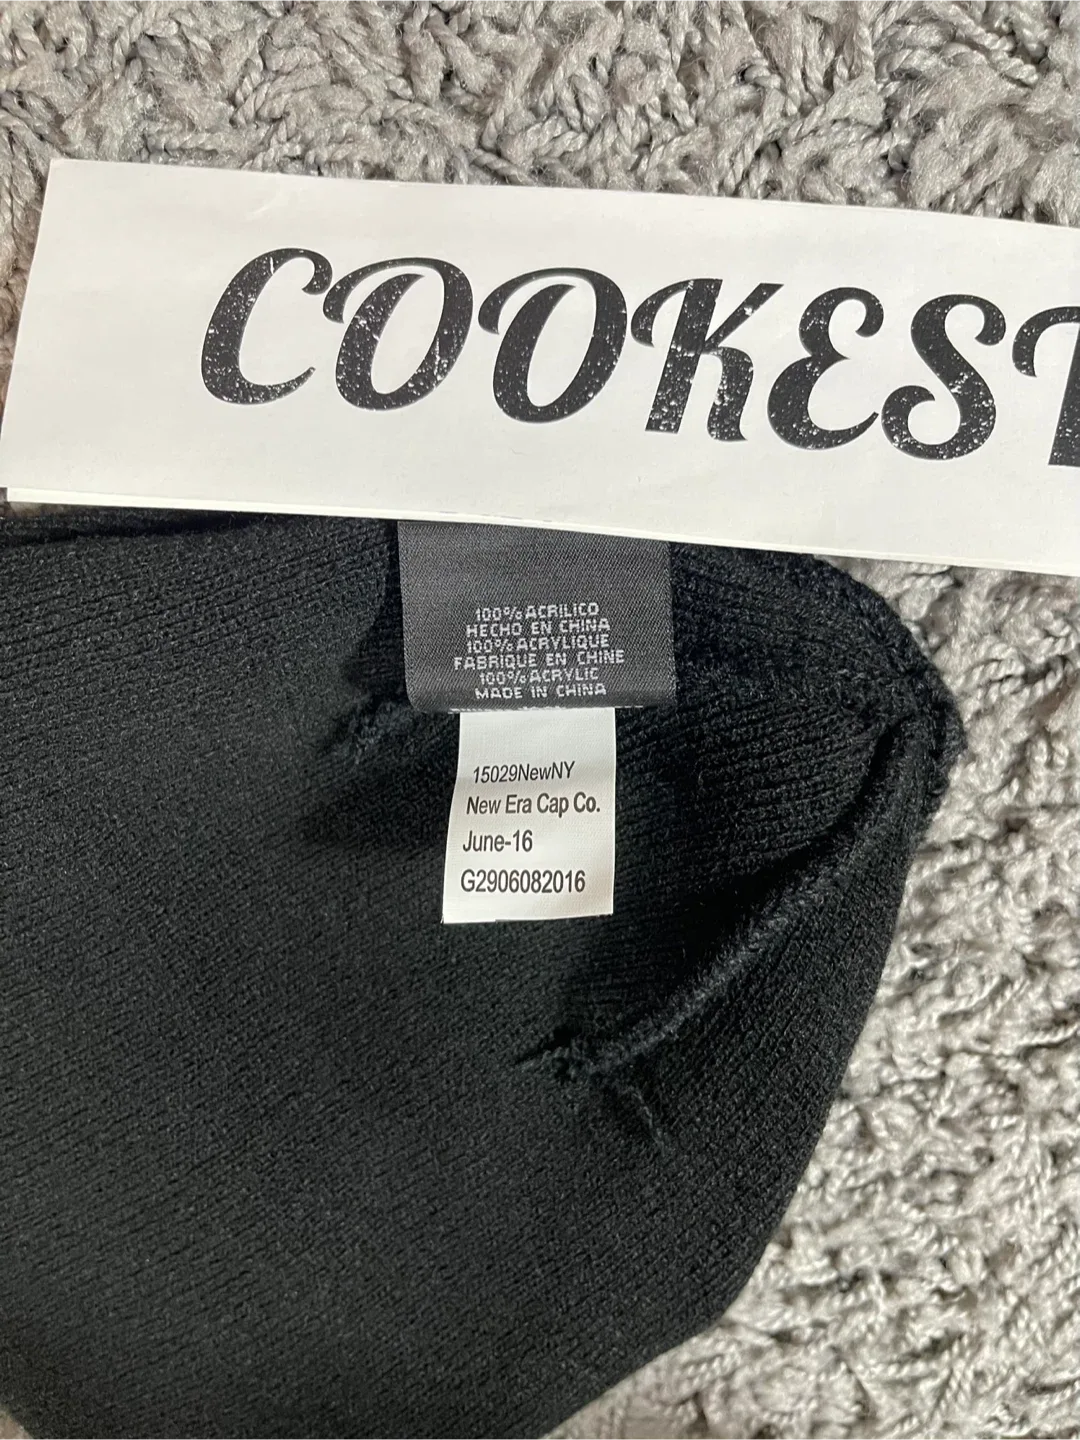 COOKEST
100% ACRILICO
HECHO EN CHINA
100% ACRYLIQUE
FABRIQUE EN CHINE
100% ACRYLIC
MADE IN CHINA
15029NewNY
New Era Cap Co.
June-16
G2906082016